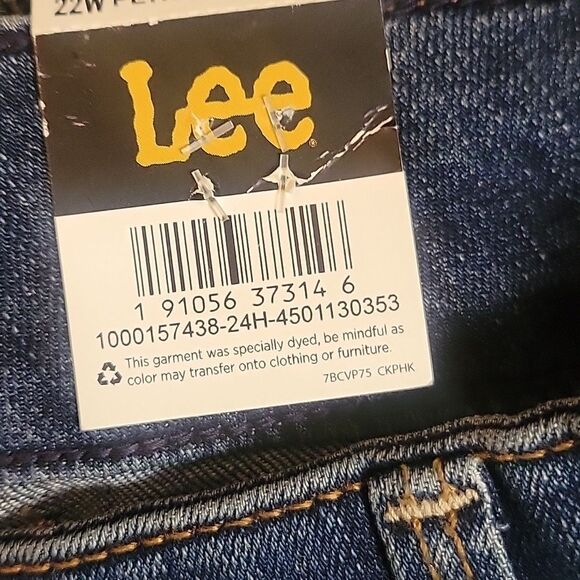 22W
Lee
1 91056 37314 6
1000157438-24H-4501130353
This garment was specially dyed, be mindful as
color may transfer onto clothing or furniture.
7BCVP75 CKPHK